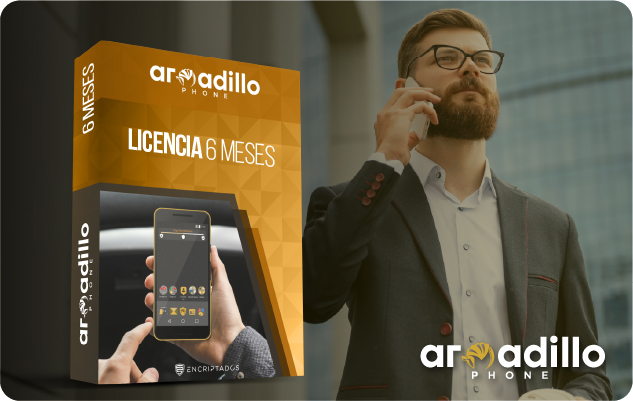 armadillo
PHONE
6 MESES
LICENCIA 6 MESES
armadillo
PHONE
ENCRIPTADOS
armadillo
PHONE